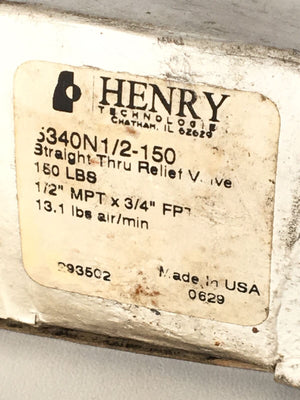 HENRY
TECHNOLOGIE
CHATHAM, IL 62629
5340N1/2-150
Straight Thru Relief Valve
150 LBS
1/2" MPT x 3/4" FPT
13.1 lbs air/min
293502 Made In USA
0629